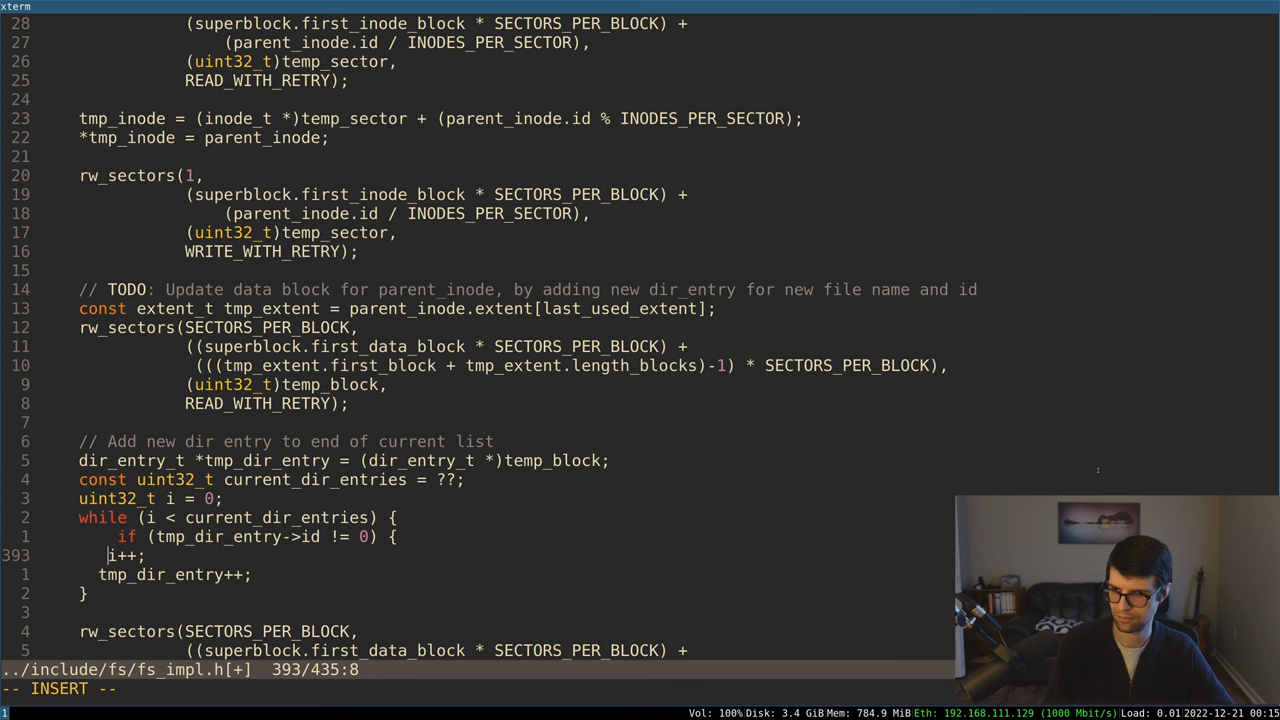 xterm
28                (superblock.first_inode_block * SECTORS_PER_BLOCK) +
27                    (parent_inode.id / INODES_PER_SECTOR),
26                (uint32_t)temp_sector,
25                READ_WITH_RETRY);
24
23     tmp_inode = (inode_t *)temp_sector + (parent_inode.id % INODES_PER_SECTOR);
22     *tmp_inode = parent_inode;
21
20     rw_sectors(1,
19                (superblock.first_inode_block * SECTORS_PER_BLOCK) +
18                    (parent_inode.id / INODES_PER_SECTOR),
17                (uint32_t)temp_sector,
16                WRITE_WITH_RETRY);
15
14     // TODO: Update data block for parent_inode, by adding new dir_entry for new file name and id
13     const extent_t tmp_extent = parent_inode.extent[last_used_extent];
12     rw_sectors(SECTORS_PER_BLOCK,
11                ((superblock.first_data_block * SECTORS_PER_BLOCK) +
10                 (((tmp_extent.first_block + tmp_extent.length_blocks)-1) * SECTORS_PER_BLOCK),
9                (uint32_t)temp_block,
8                READ_WITH_RETRY);
7
6     // Add new dir entry to end of current list
5     dir_entry_t *tmp_dir_entry = (dir_entry_t *)temp_block;
4     const uint32_t current_dir_entries = ??;
3     uint32_t i = 0;
2     while (i < current_dir_entries) {
1         if (tmp_dir_entry->id != 0) {
393        i++;
1       tmp_dir_entry++;
2     }
3
4     rw_sectors(SECTORS_PER_BLOCK,
5                ((superblock.first_data_block * SECTORS_PER_BLOCK) +
../include/fs/fs_impl.h[+]  393/435:8
-- INSERT --
1 Vol: 100% Disk: 3.4 GiB Mem: 784.9 MiB Eth: 192.168.111.129 (1000 Mbit/s) Load: 0.01 2022-12-21 00:15